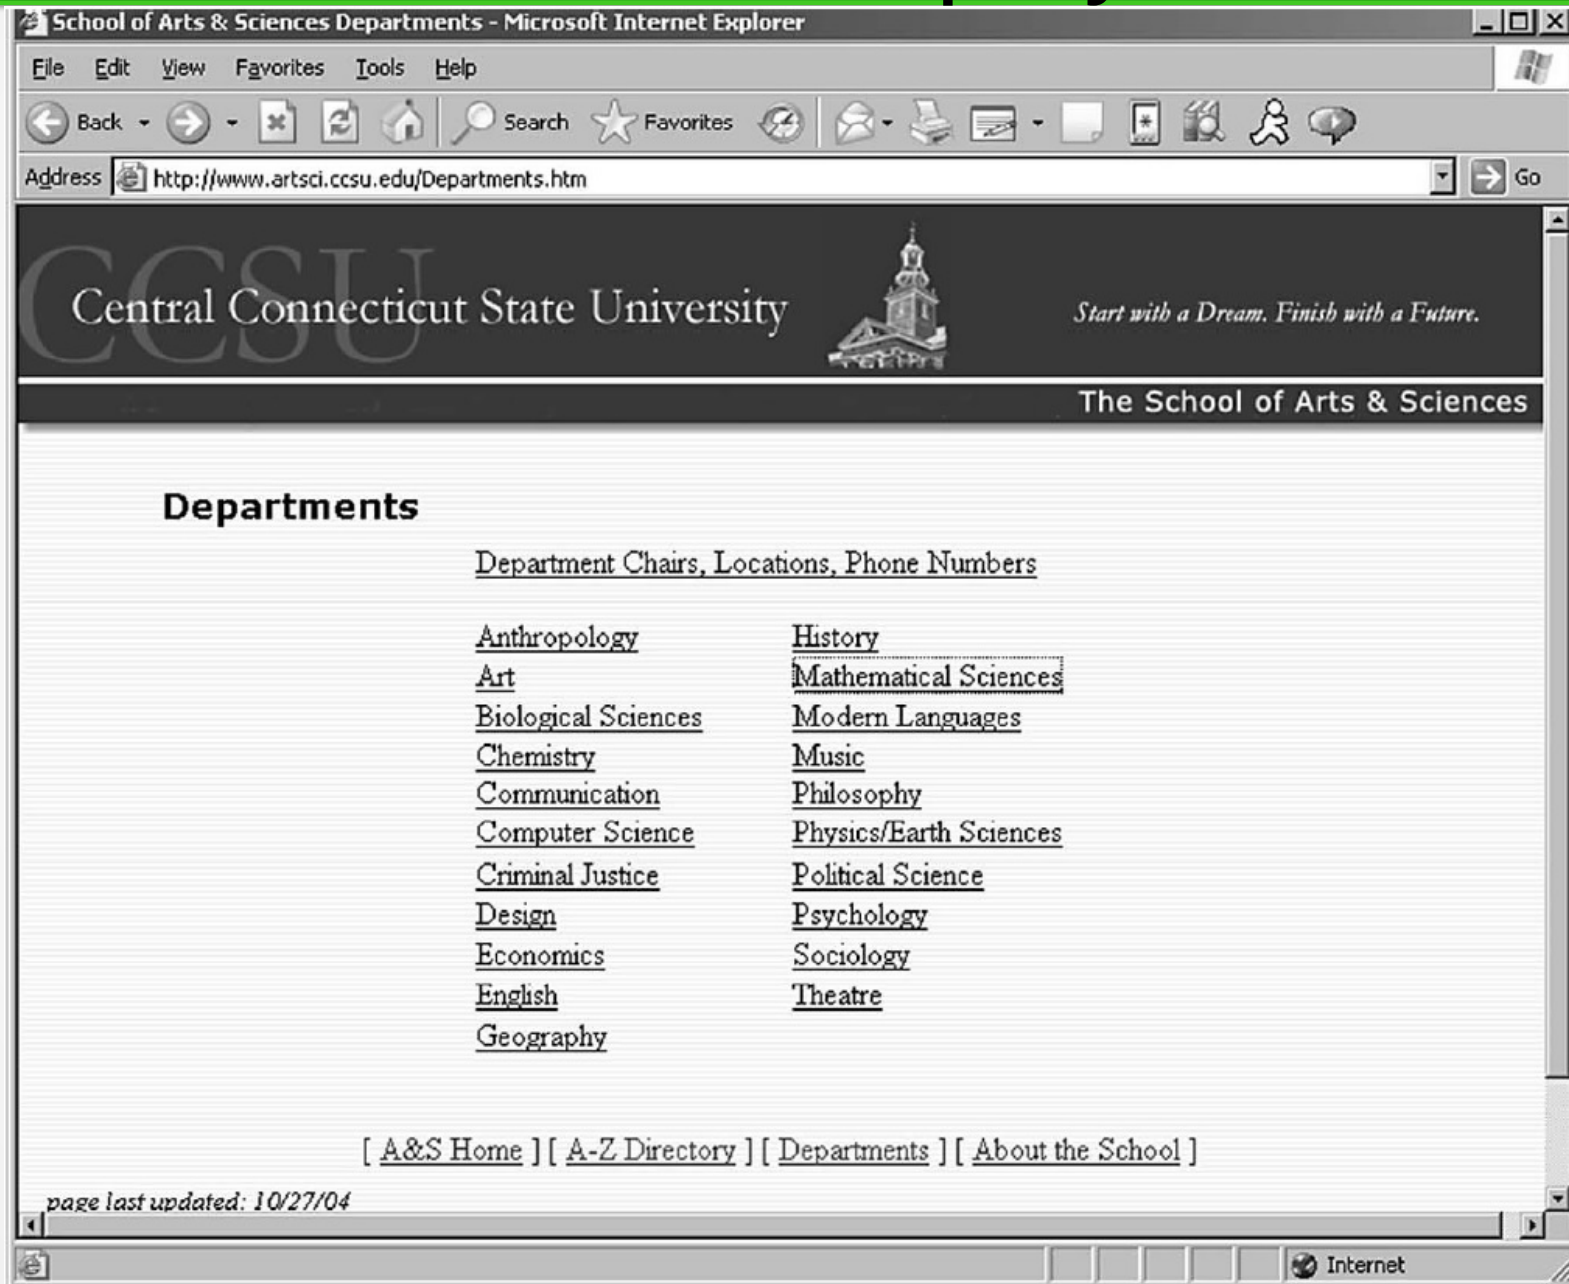 School of Arts & Sciences Departments - Microsoft Internet Explorer
File Edit View Favorites Tools Help
Back Search Favorites
Address http://www.artsci.ccsu.edu/Departments.htm Go
CCSU
Central Connecticut State University
Start with a Dream. Finish with a Future.
The School of Arts & Sciences
Departments
Department Chairs, Locations, Phone Numbers
Anthropology History
Art Mathematical Sciences
Biological Sciences Modern Languages
Chemistry Music
Communication Philosophy
Computer Science Physics/Earth Sciences
Criminal Justice Political Science
Design Psychology
Economics Sociology
English Theatre
Geography
[ A&S Home ] [ A-Z Directory ] [ Departments ] [ About the School ]
page last updated: 10/27/04
Internet